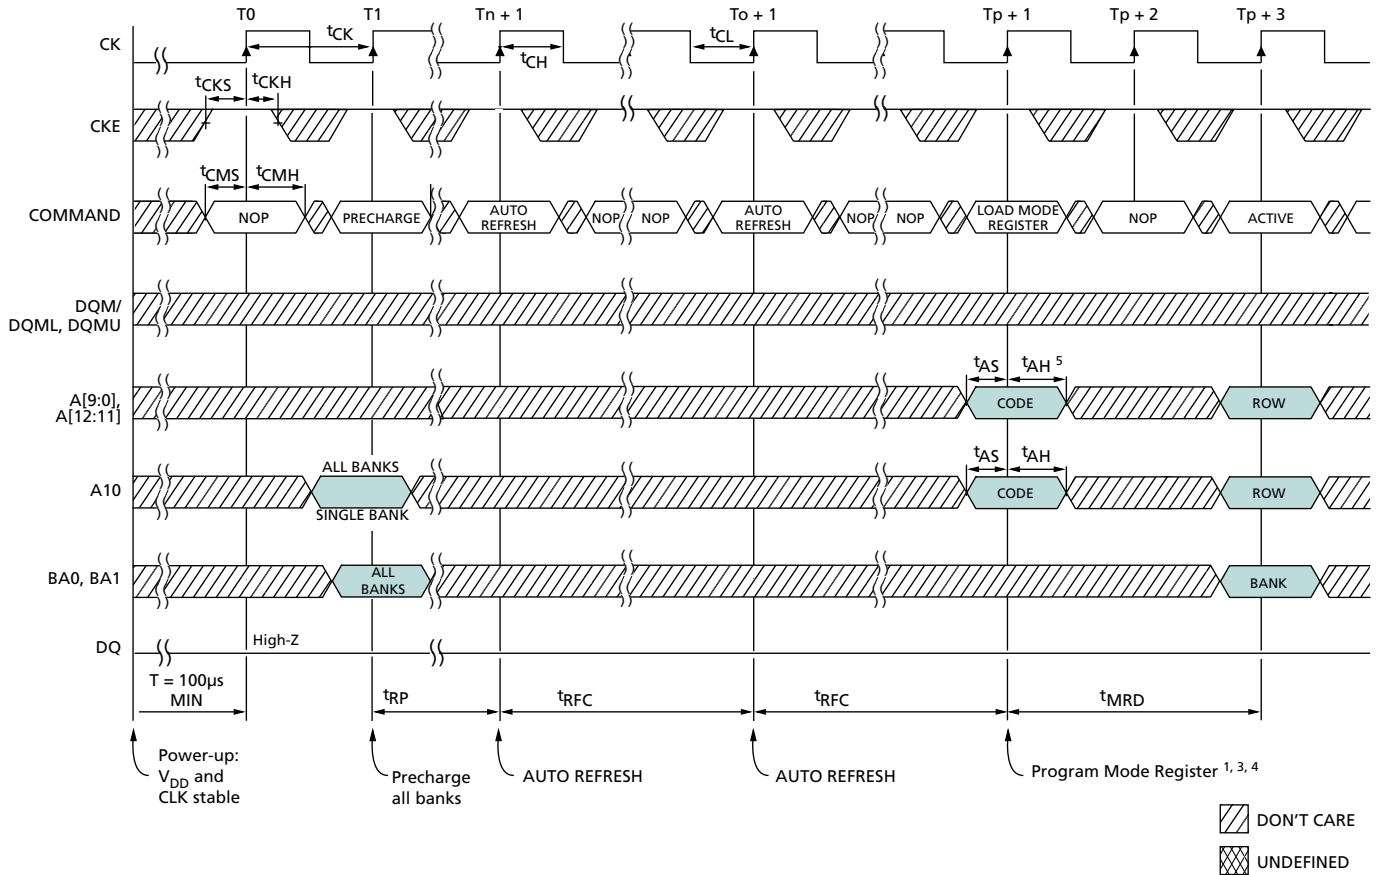 T0 T1 Tn + 1 To + 1 Tp + 1 Tp + 2 Tp + 3
CK
tCK
tCH
tCL
tCKS tCKH
CKE
tCMS tCMH
COMMAND
NOP PRECHARGE AUTO REFRESH NOP NOP AUTO REFRESH NOP NOP LOAD MODE REGISTER NOP ACTIVE
DQM/
DQML, DQMU
tAS tAH 5
A[9:0],
A[12:11]
CODE ROW
ALL BANKS
tAS tAH
A10
CODE ROW
SINGLE BANK
BA0, BA1
ALL
BANKS
BANK
DQ
High-Z
T = 100µs
MIN
tRP tRFC tRFC tMRD
Power-up:
VDD and
CLK stable
Precharge
all banks
AUTO REFRESH
AUTO REFRESH
Program Mode Register 1, 3, 4
DON'T CARE
UNDEFINED